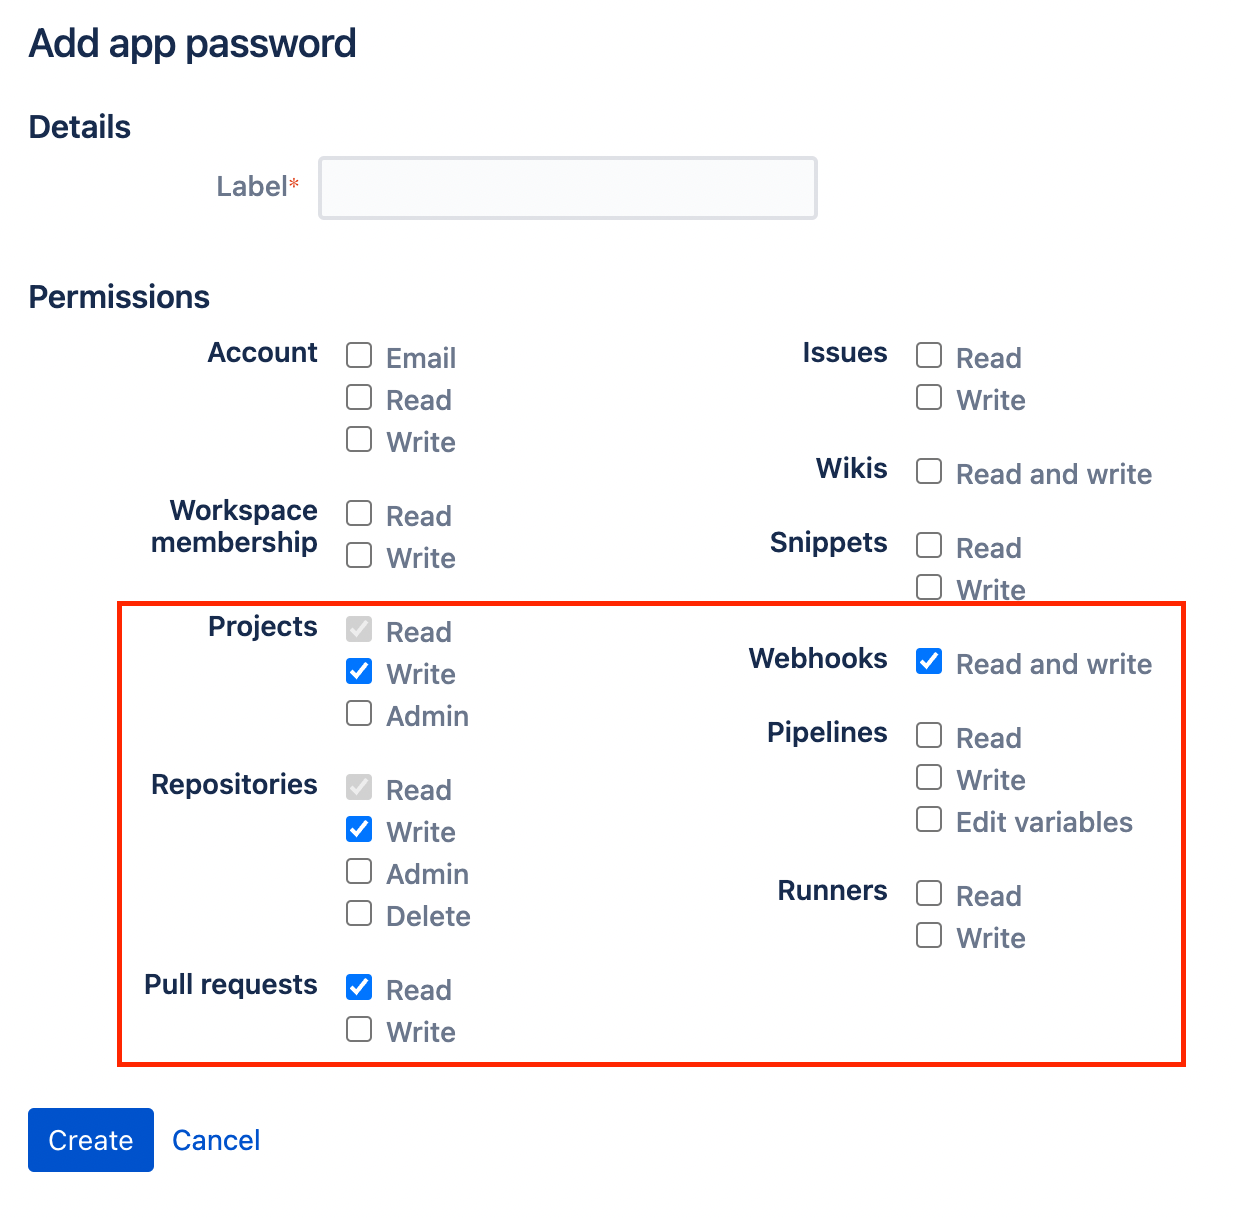 Add app password
Details
Label*
Permissions
Account
Email
Read
Write
Workspace
membership
Read
Write
Projects
Read
Write
Admin
Repositories
Read
Write
Admin
Delete
Pull requests
Read
Write
Issues
Read
Write
Wikis
Read and write
Snippets
Read
Write
Webhooks
Read and write
Pipelines
Read
Write
Edit variables
Runners
Read
Write
Create
Cancel